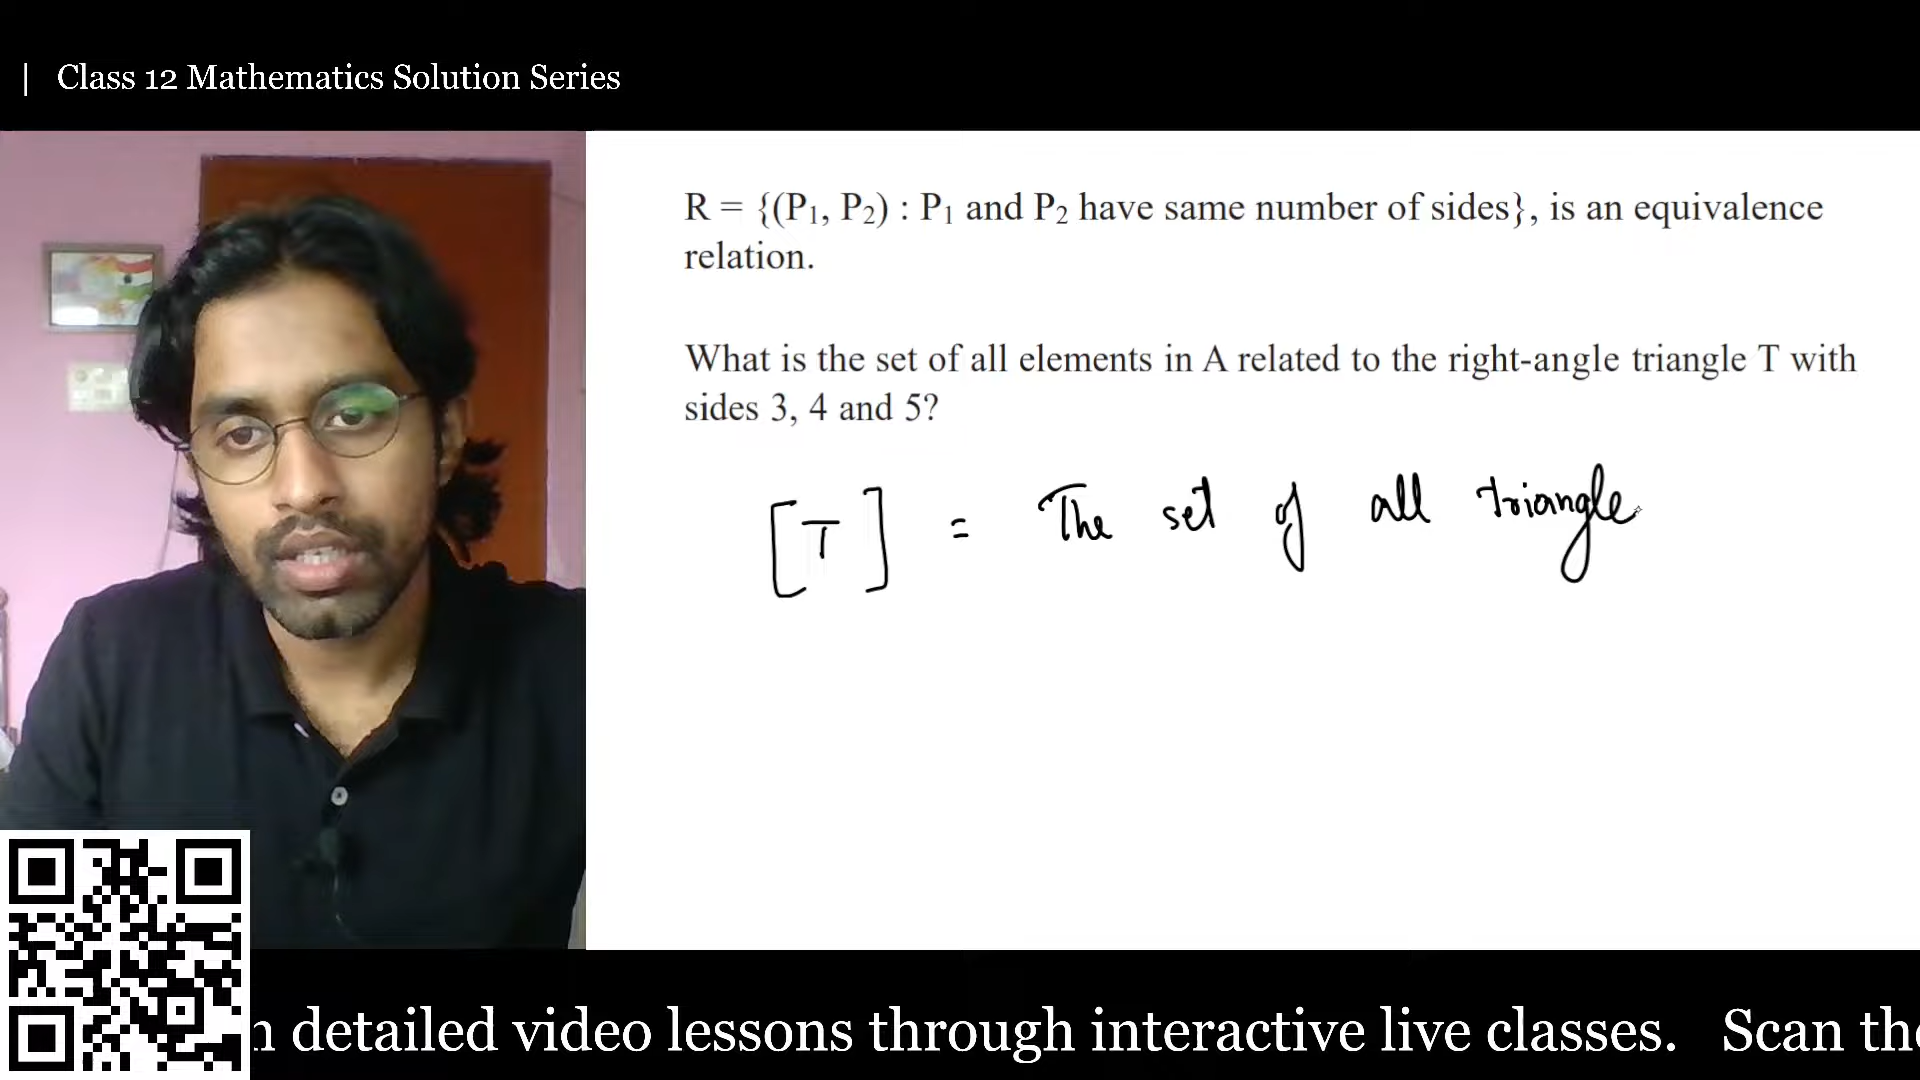 | Class 12 Mathematics Solution Series
R = {(P₁, P₂) : P₁ and P₂ have same number of sides}, is an equivalence
relation.
What is the set of all elements in A related to the right-angle triangle T with
sides 3, 4 and 5?
[T] = The set of all triangle
detailed video lessons through interactive live classes. Scan